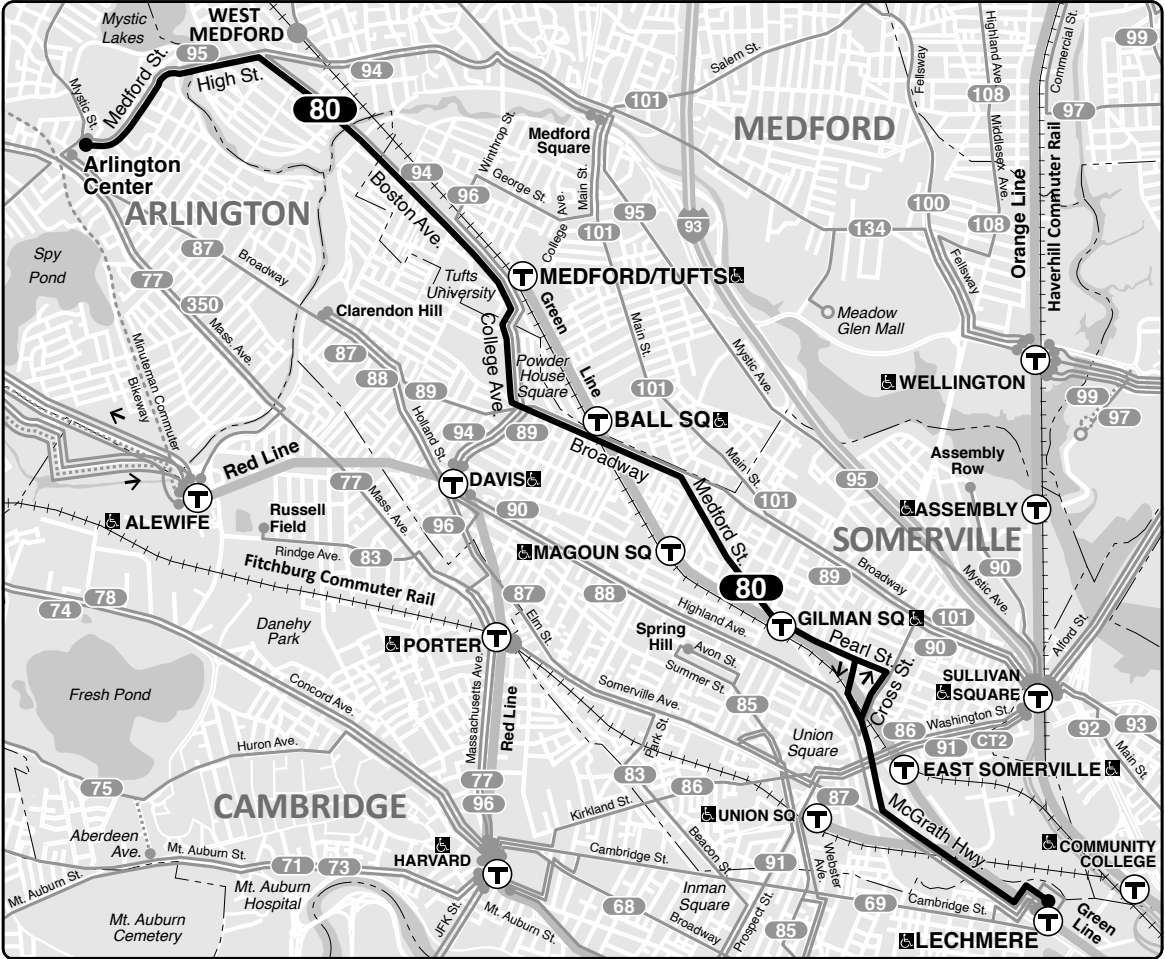 Mystic
Lakes
WEST
MEDFORD
95
Medford St.
High St.
94
Mystic St.
80
Arlington
Center
ARLINGTON
Salem St.
101
Fellsway
Highland Ave.
108
Middlesex Ave.
108
Commercial St.
99
97
MEDFORD
Medford
Square
Winthrop St.
George St.
Main St.
College Ave.
94
96
95
101
93
100
134
Orange Line
Haverhill Commuter Rail
Boston Ave.
Spy
Pond
87
Broadway
77
350
Mass. Ave.
Tufts
University
T
MEDFORD/TUFTS
Green
Line
Fellsway
Meadow
Glen Mall
Clarendon Hill
College Ave.
Powder
House
Square
Main St.
Mystic Ave.
Minuteman Commuter
Bikeway
87
88
89
Holland St.
101
T
WELLINGTON
99
97
T
BALL SQ
94
89
Broadway
Red Line
T
DAVIS
77
Mass. Ave.
Main St.
101
95
Assembly
Row
T
ALEWIFE
Russell
Field
Rindge Ave.
83
96
90
Medford St.
T
ASSEMBLY
SOMERVILLE
T
MAGOUN SQ
Fitchburg Commuter Rail
80
89
Broadway
90
Mystic Ave.
74
78
87
Elm St.
88
Highland Ave.
T
GILMAN SQ
101
90
Alford St.
Danehy
Park
T
PORTER
Spring
Hill
Avon St.
Summer St.
Pearl St.
Cross St.
SULLIVAN
SQUARE
T
Fresh Pond
Concord Ave.
Massachusetts Ave.
Red Line
Somerville Ave.
85
Park St.
Union
Square
86
Washington St.
91
CT2
92
93
Main St.
Huron Ave.
75
77
96
83
86
87
T
EAST SOMERVILLE
CAMBRIDGE
Kirkland St.
T
UNION SQ
McGrath Hwy.
Aberdeen
Ave.
Mt. Auburn St.
71
73
HARVARD
T
Cambridge St.
Beacon St.
91
Webster
Ave.
COMMUNITY
COLLEGE
T
Mt. Auburn St.
Mt. Auburn
Hospital
Mt. Auburn
Cemetery
JFK St.
Mt. Auburn St.
68
Inman
Square
Broadway
Prospect St.
85
69
Cambridge St.
T
LECHMERE
Green
Line